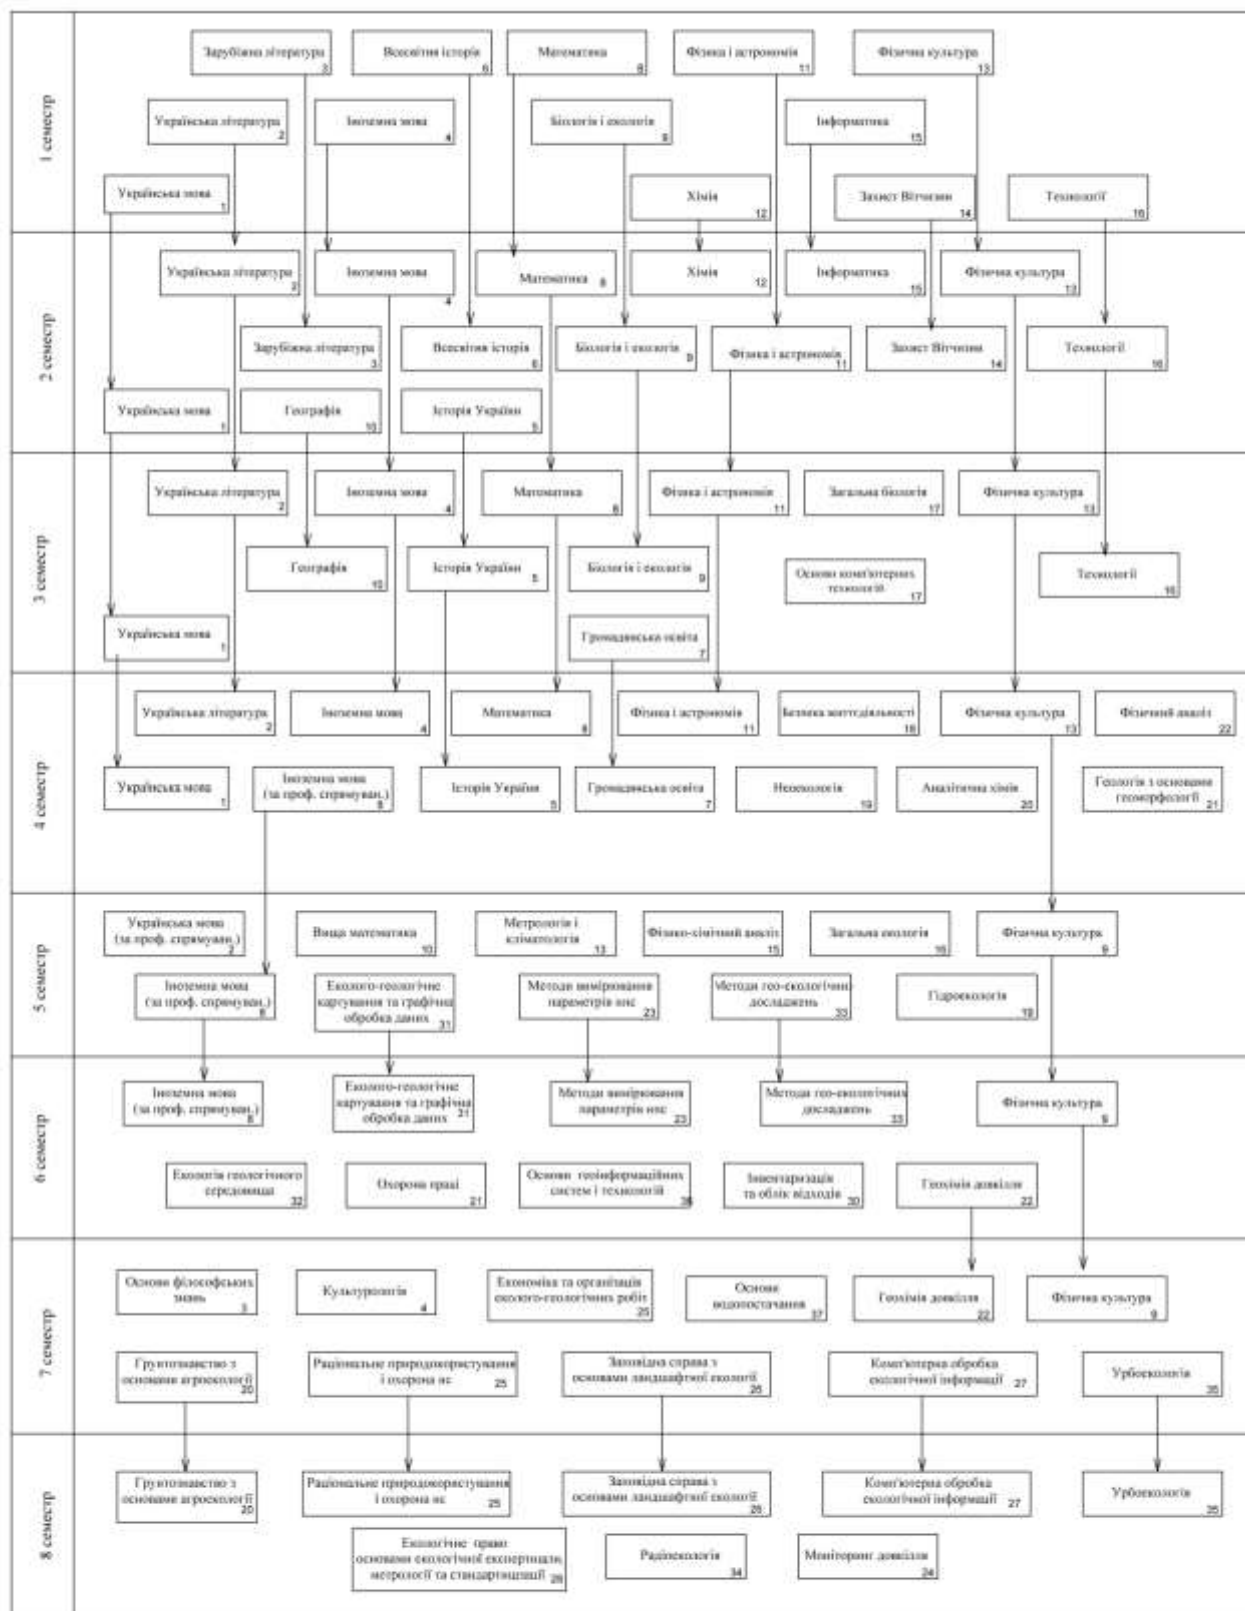 1 семестр
Зарубіжна література
3
Всесвітня історія
6
Математика
8
Фізика і астрономія
11
Фізична культура
13
Українська література
2
Іноземна мова
4
Біологія і екологія
9
Інформатика
15
Українська мова
1
Хімія
12
Захист Вітчизни
14
Технології
16
2 семестр
Українська література
2
Іноземна мова
4
Математика
8
Хімія
12
Інформатика
15
Фізична культура
13
Зарубіжна література
3
Всесвітня історія
6
Біологія і екологія
9
Фізика і астрономія
11
Захист Вітчизни
14
Технології
16
Українська мова
1
Географія
10
Історія України
5
3 семестр
Українська література
2
Іноземна мова
4
Математика
8
Фізика і астрономія
11
Загальна біологія
17
Фізична культура
13
Географія
10
Історія України
5
Біологія і екологія
9
Основи комп'ютерних
технологій
17
Технології
16
Українська мова
1
Громадянська освіта
7
4 семестр
Українська література
2
Іноземна мова
4
Математика
8
Фізика і астрономія
11
Безпека життєдіяльності
18
Фізична культура
13
Фізичний аналіз
22
Українська мова
1
Іноземна мова
(за проф. спрямуван.)
8
Історія України
5
Громадянська освіта
7
Неоекологія
19
Аналітична хімія
20
Геологія з основами
геоморфології
21
5 семестр
Українська мова
(за проф. спрямуван.)
2
Вища математика
10
Метрологія і
кліматологія
13
Фізико-хімічний аналіз
15
Загальна екологія
16
Фізична культура
9
Іноземна мова
(за проф. спрямуван.)
8
Еколого-геологічне
картування та графічна
обробка даних
31
Методи вимірювання
параметрів ннс
23
Методи гео-екологічних
досладжень
33
Гідроекологія
19
6 семестр
Іноземна мова
(за проф. спрямуван.)
8
Еколого-геологічне
картування та графічна
обробка даних
31
Методи вимірювання
параметрів ннс
23
Методи гео-екологічних
досладжень
33
Фізична культура
9
Екологія геологічного
середовища
32
Охорона праці
21
Основи геоінформаційних
систем і технологій
36
Інвентаризація
та облік відходів
30
Геохімія довкілля
22
7 семестр
Основи філософських
знань
3
Культурологія
4
Економіка та організація
еколого-геологічних робіт
25
Основи
водопостачання
37
Геохімія довкілля
22
Фізична культура
9
Грунтознавство з
основами агроекології
20
Раціональне природокористування
і охорона нс
25
Заповідна справа з
основами ландшафтної екології
26
Комп'ютерна обробка
екологічної інформації
27
Урбоекологія
35
8 семестр
Грунтознавство з
основами агроекології
20
Раціональне природокористування
і охорона нс
25
Заповідна справа з
основами ландшафтної екології
26
Комп'ютерна обробка
екологічної інформації
27
Урбоекологія
35
Екологічне право
основами екологічної експертизи,
метрології та стандартизації
28
Радіоекологія
34
Моніторинг довкілля
24